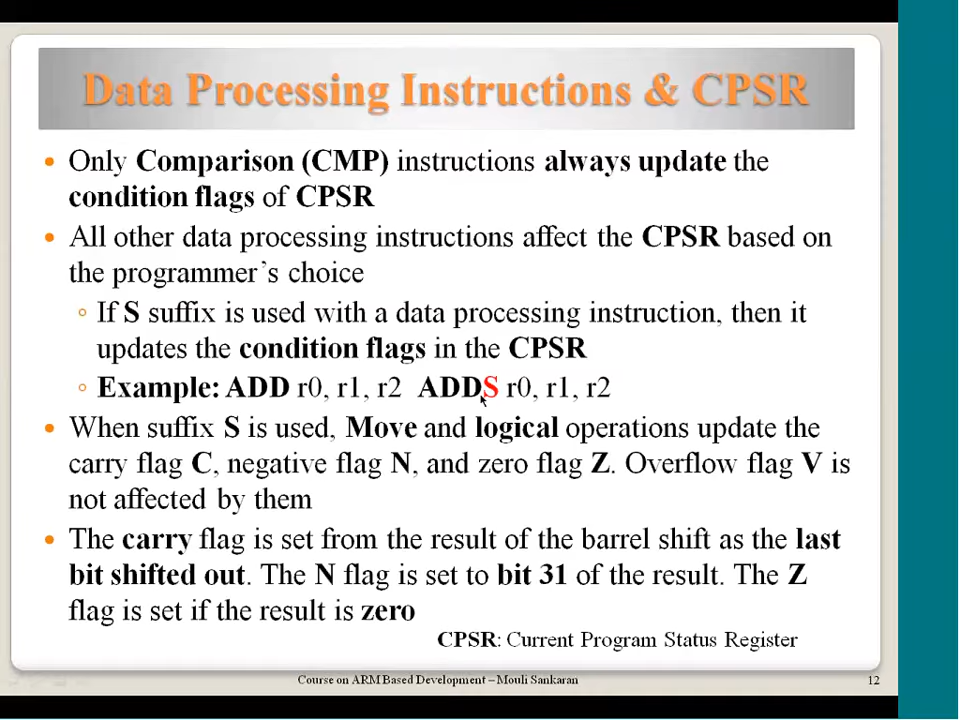 Data Processing Instructions & CPSR
• Only Comparison (CMP) instructions always update the
condition flags of CPSR
• All other data processing instructions affect the CPSR based on
the programmer's choice
◦ If S suffix is used with a data processing instruction, then it
updates the condition flags in the CPSR
◦ Example: ADD r0, r1, r2 ADDS r0, r1, r2
• When suffix S is used, Move and logical operations update the
carry flag C, negative flag N, and zero flag Z. Overflow flag V is
not affected by them
• The carry flag is set from the result of the barrel shift as the last
bit shifted out. The N flag is set to bit 31 of the result. The Z
flag is set if the result is zero
CPSR: Current Program Status Register
Course on ARM Based Development – Mouli Sankaran
12